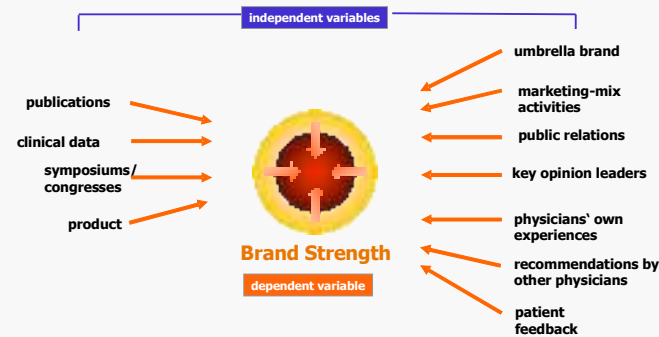 independent variables
publications
clinical data
symposiums/
congresses
product
umbrella brand
marketing-mix
activities
public relations
key opinion leaders
physicians‘ own
experiences
recommendations by
other physicians
patient
feedback
Brand Strength
dependent variable